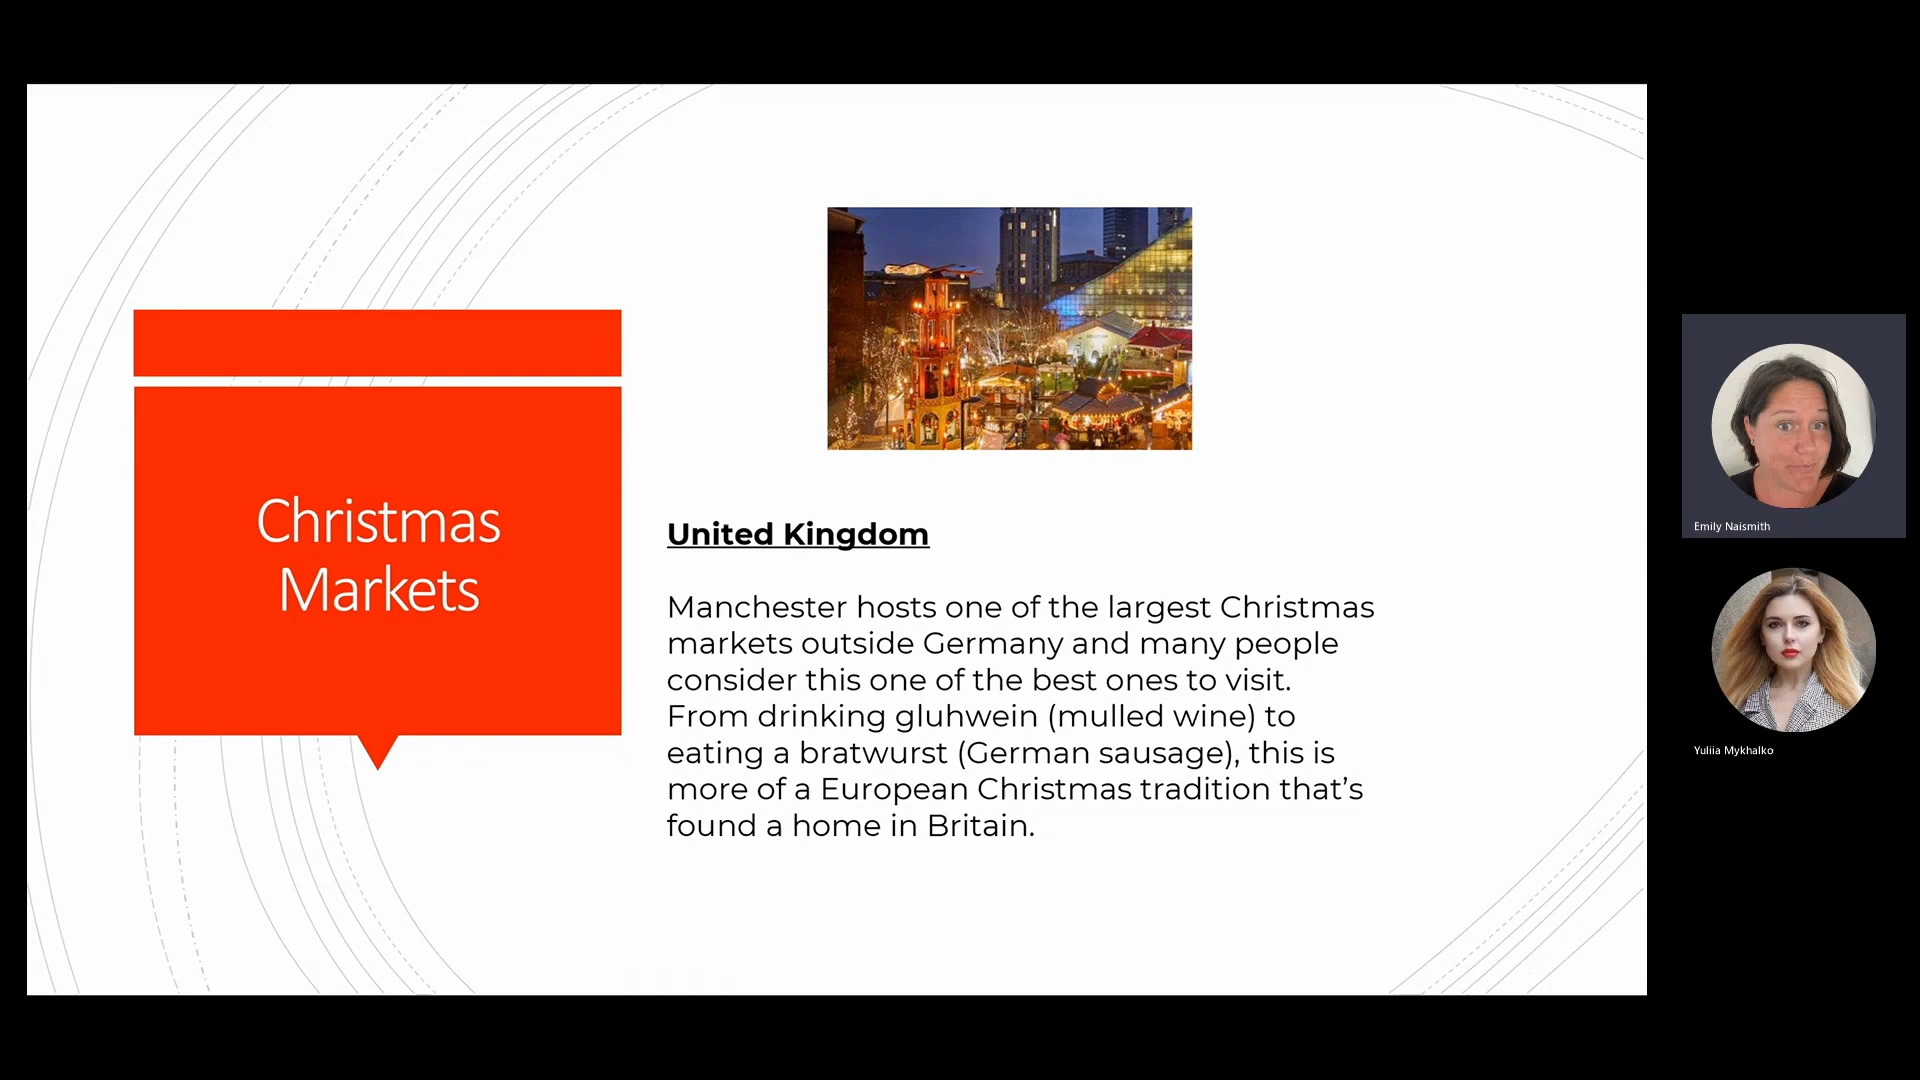 Christmas
Markets
United Kingdom
Manchester hosts one of the largest Christmas
markets outside Germany and many people
consider this one of the best ones to visit.
From drinking gluhwein (mulled wine) to
eating a bratwurst (German sausage), this is
more of a European Christmas tradition that’s
found a home in Britain.
Emily Naismith
Yuliia Mykhalko